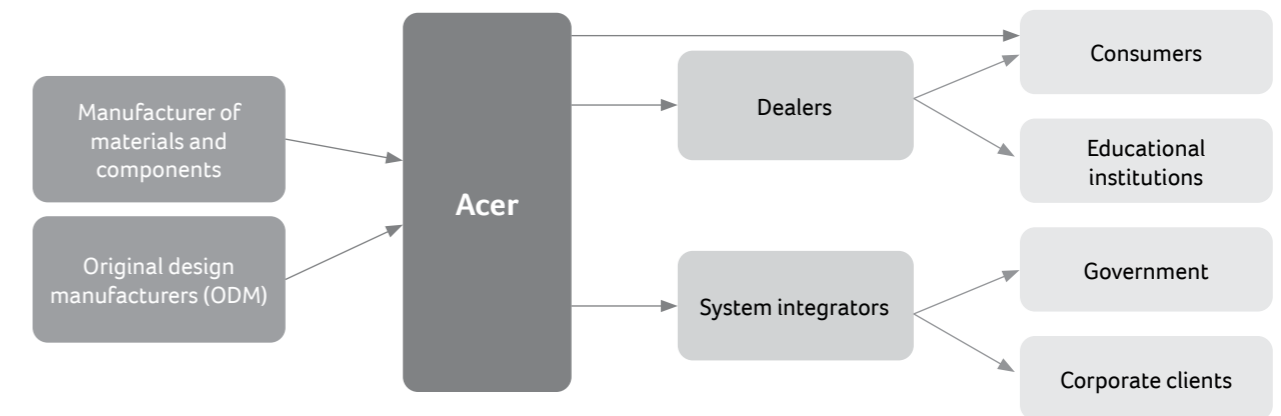 Manufacturer of
materials and
components
Original design
manufacturers (ODM)
Acer
Dealers
System integrators
Consumers
Educational
institutions
Government
Corporate clients